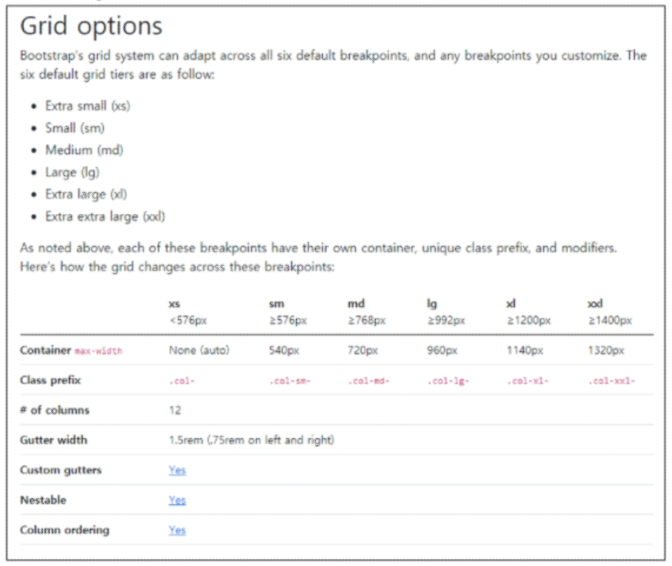 Grid options
Bootstrap's grid system can adapt across all six default breakpoints, and any breakpoints you customize. The
six default grid tiers are as follow:
• Extra small (xs)
• Small (sm)
• Medium (md)
• Large (lg)
• Extra large (xl)
• Extra extra large (xxl)
As noted above, each of these breakpoints have their own container, unique class prefix, and modifiers.
Here's how the grid changes across these breakpoints:
xs sm md lg xl xxl
<576px ≥576px ≥768px ≥992px ≥1200px ≥1400px
Container max-width None (auto) 540px 720px 960px 1140px 1320px
Class prefix .col- .col-sm- .col-md- .col-lg- .col-xl- .col-xxl-
# of columns 12
Gutter width 1.5rem (.75rem on left and right)
Custom gutters Yes
Nestable Yes
Column ordering Yes